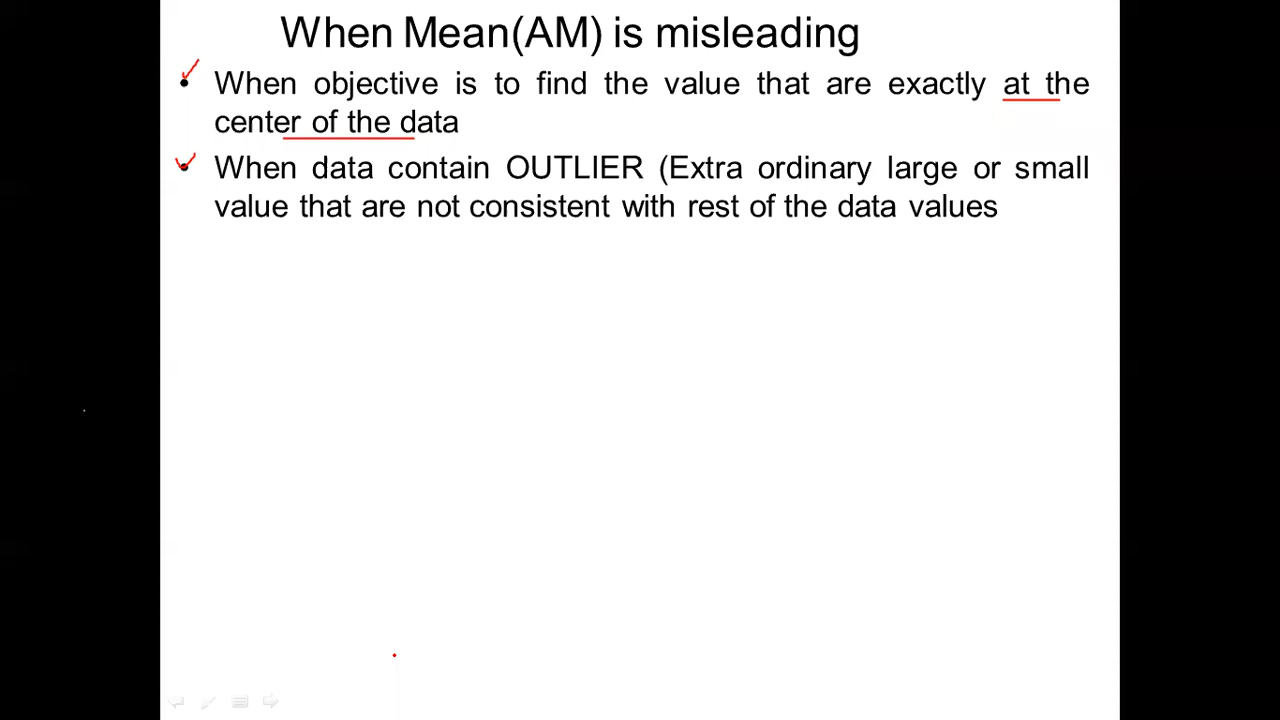 When Mean(AM) is misleading
• When objective is to find the value that are exactly at the
center of the data
• When data contain OUTLIER (Extra ordinary large or small
value that are not consistent with rest of the data values